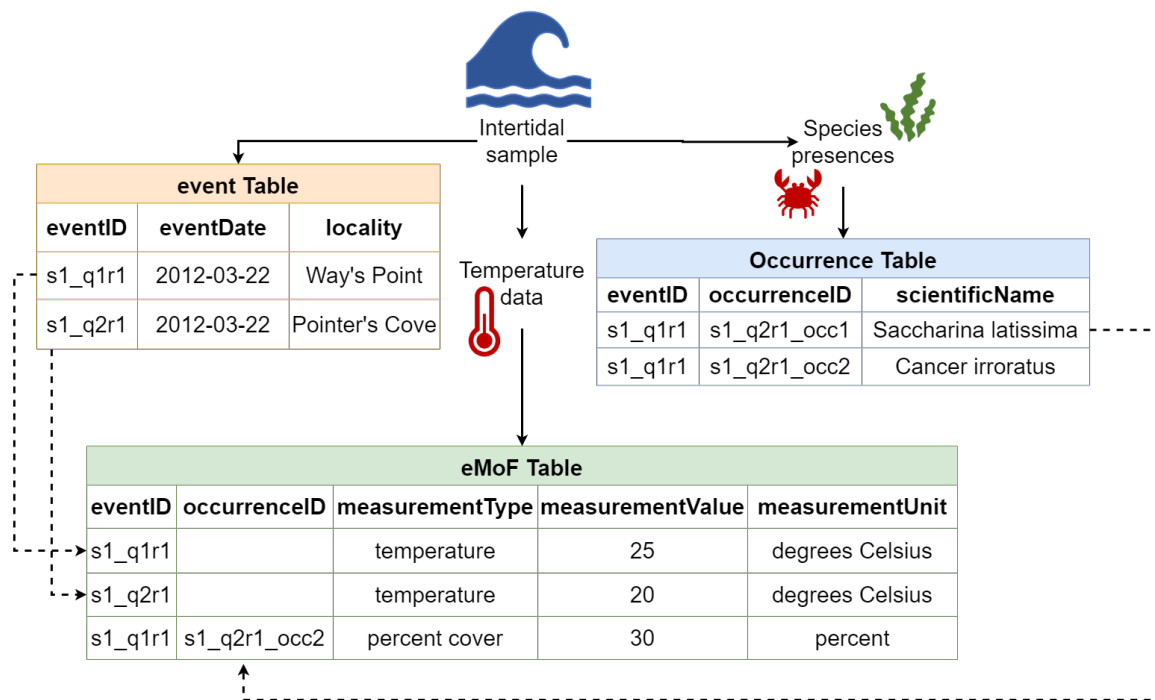 Intertidal
sample
Species
presences
event Table
eventID eventDate locality
s1_q1r1 2012-03-22 Way's Point
s1_q2r1 2012-03-22 Pointer's Cove
Temperature
data
Occurrence Table
eventID occurrenceID scientificName
s1_q1r1 s1_q2r1_occ1 Saccharina latissima
s1_q1r1 s1_q2r1_occ2 Cancer irroratus
eMoF Table
eventID occurrenceID measurementType measurementValue measurementUnit
s1_q1r1 temperature 25 degrees Celsius
s1_q2r1 temperature 20 degrees Celsius
s1_q1r1 s1_q2r1_occ2 percent cover 30 percent